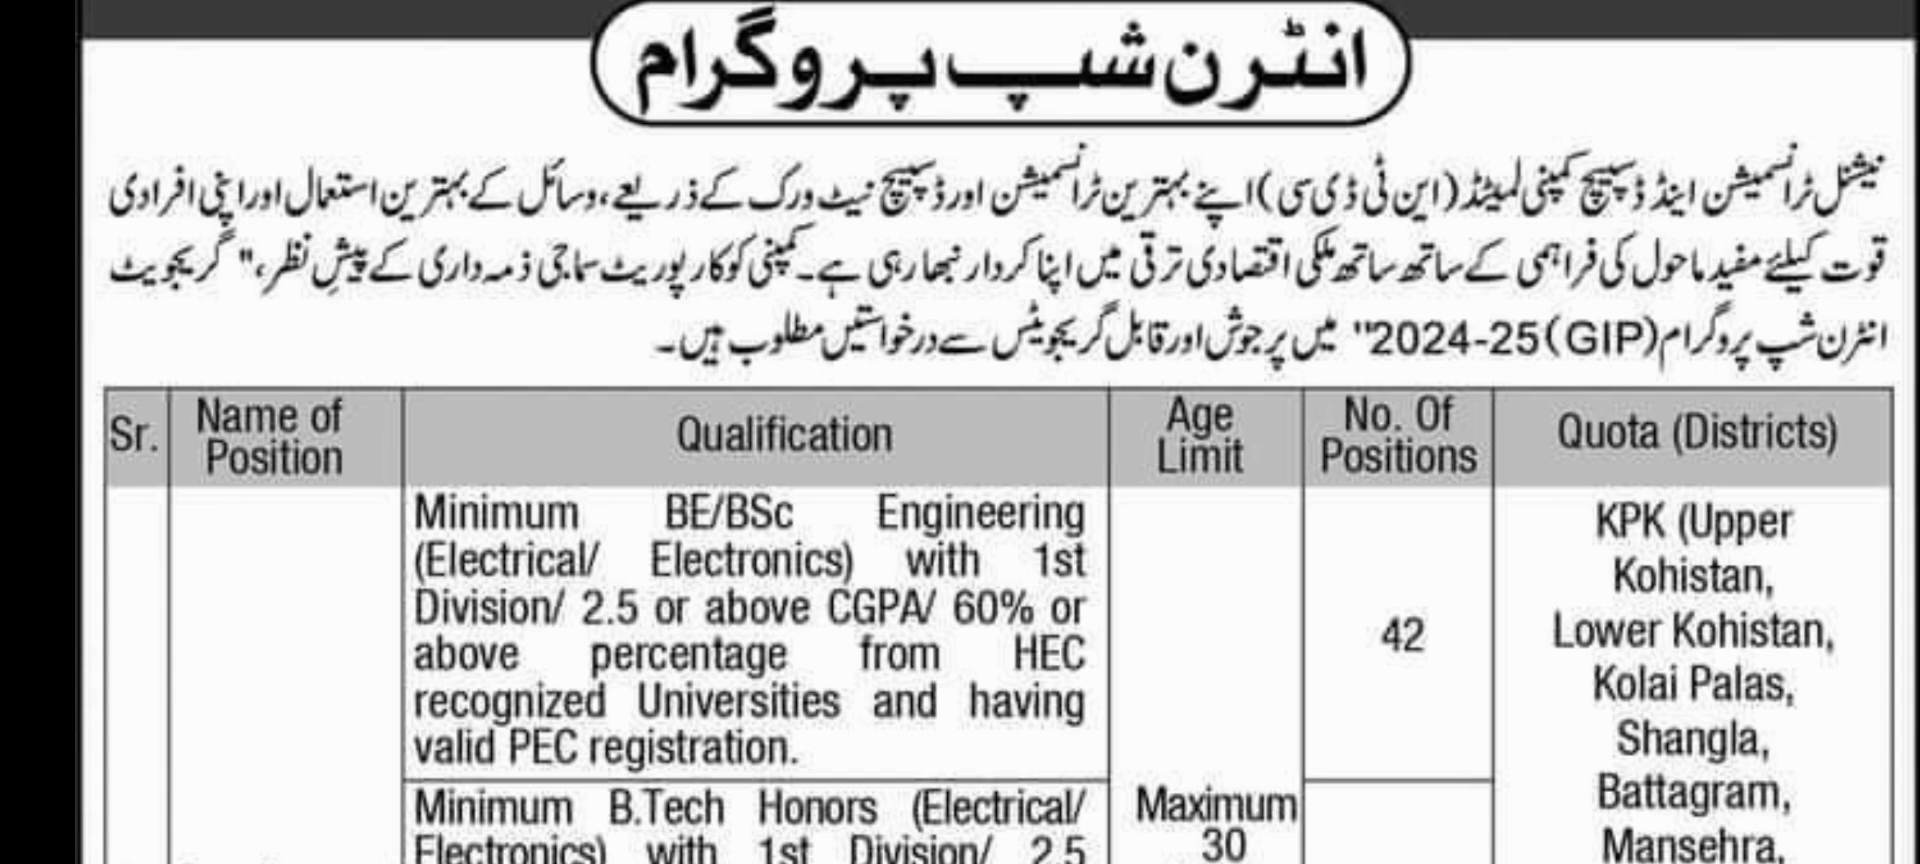 انٹرن شپ پروگرام
نیشنل ٹرانسمیشن اینڈ ڈسپیچ کمپنی لمیٹڈ (این ٹی ڈی سی) اپنے بہترین ٹرانسمیشن اور ڈسپیچ نیٹ ورک کے ذریعے، وسائل کے بہترین استعمال اور اپنی افرادی
قوت کیلئے مفید ماحول کی فراہمی کے ساتھ ساتھ ملکی اقتصادی ترقی میں اپنا کردار نبھا رہی ہے۔ کمپنی کو کارپوریٹ سماجی ذمہ داری کے پیشِ نظر، "گریجویٹ
انٹرن شپ پروگرام (GIP) 2024-25" میں پرجوش اور قابل گریجویٹس سے درخواستیں مطلوب ہیں۔
Sr.
Name of
Position
Qualification
Age
Limit
No. Of
Positions
Quota (Districts)
Minimum BE/BSc Engineering
(Electrical/ Electronics) with 1st
Division/ 2.5 or above CGPA/ 60% or
above percentage from HEC
recognized Universities and having
valid PEC registration.
42
KPK (Upper
Kohistan,
Lower Kohistan,
Kolai Palas,
Shangla,
Battagram,
Mansehra,
Minimum B.Tech Honors (Electrical/
Electronics) with 1st Division/ 2.5
Maximum
30